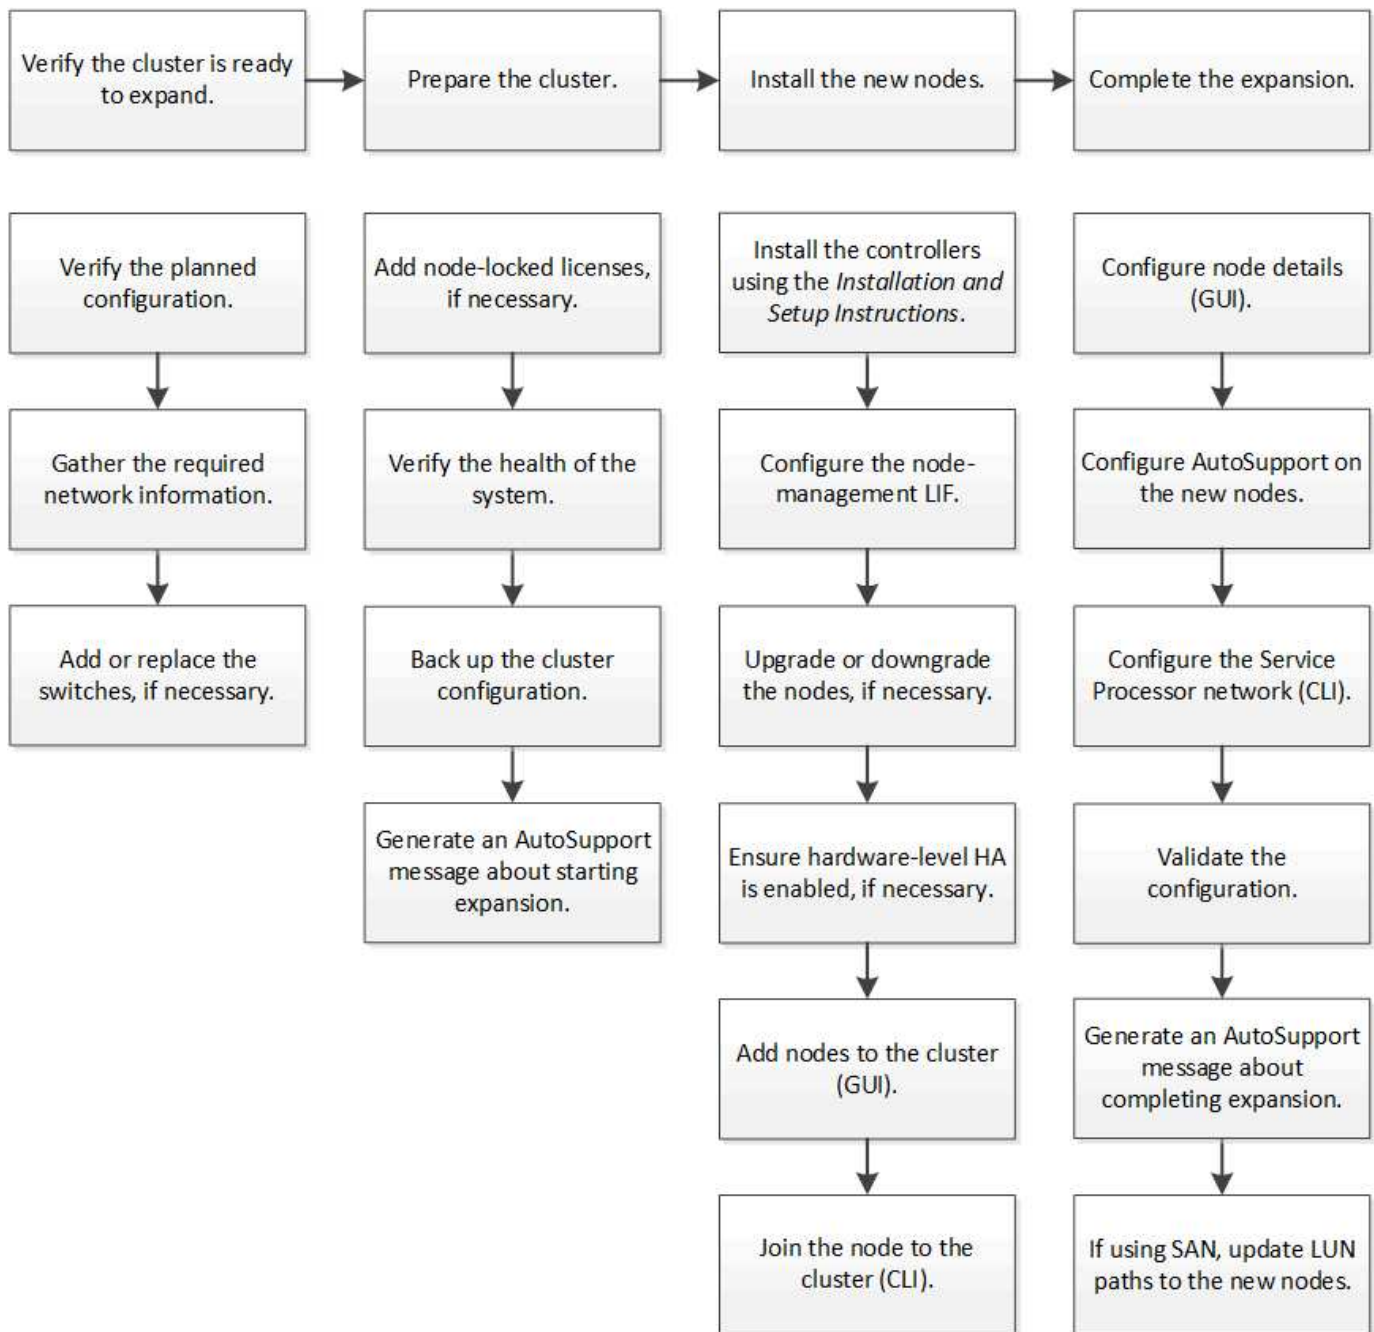 Verify the cluster is ready
to expand.
Prepare the cluster.
Install the new nodes.
Complete the expansion.
Verify the planned
configuration.
Gather the required
network information.
Add or replace the
switches, if necessary.
Add node-locked licenses,
if necessary.
Verify the health of the
system.
Back up the cluster
configuration.
Generate an AutoSupport
message about starting
expansion.
Install the controllers
using the Installation and
Setup Instructions.
Configure the node-
management LIF.
Upgrade or downgrade
the nodes, if necessary.
Ensure hardware-level HA
is enabled, if necessary.
Add nodes to the cluster
(GUI).
Join the node to the
cluster (CLI).
Configure node details
(GUI).
Configure AutoSupport on
the new nodes.
Configure the Service
Processor network (CLI).
Validate the
configuration.
Generate an AutoSupport
message about
completing expansion.
If using SAN, update LUN
paths to the new nodes.